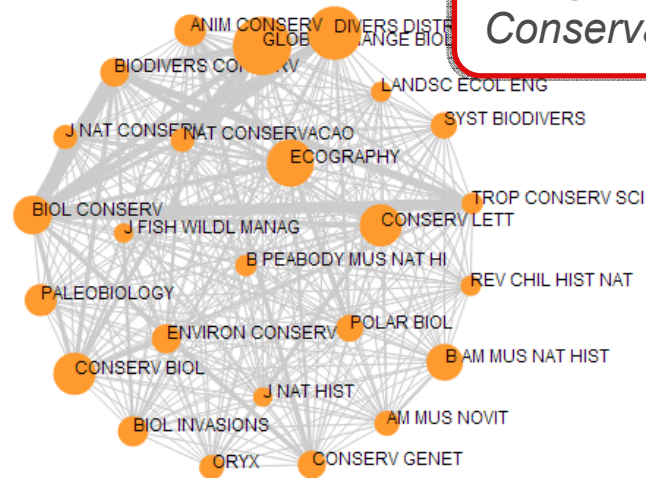 ANIM CONSERV
DIVERS DISTR
GLOB
ANGE BIOL
Conserva
BIODIVERS CONSERV
LANDSC ECOL ENG
SYST BIODIVERS
J NAT CONSERV
NAT CONSERVACAO
ECOGRAPHY
TROP CONSERV SCI
BIOL CONSERV
J FISH WILDL MANAG
CONSERV LETT
B PEABODY MUS NAT HI
REV CHIL HIST NAT
PALEOBIOLOGY
ENVIRON CONSERV
POLAR BIOL
CONSERV BIOL
B AM MUS NAT HIST
J NAT HIST
BIOL INVASIONS
AM MUS NOVIT
ORYX
CONSERV GENET